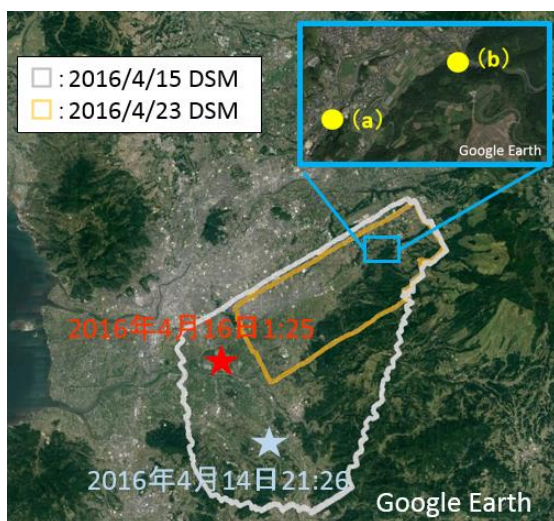 ：2016/4/15 DSM
：2016/4/23 DSM
(b)
(a)
Google Earth
2016年4月16日1:25
2016年4月14日21:26
Google Earth